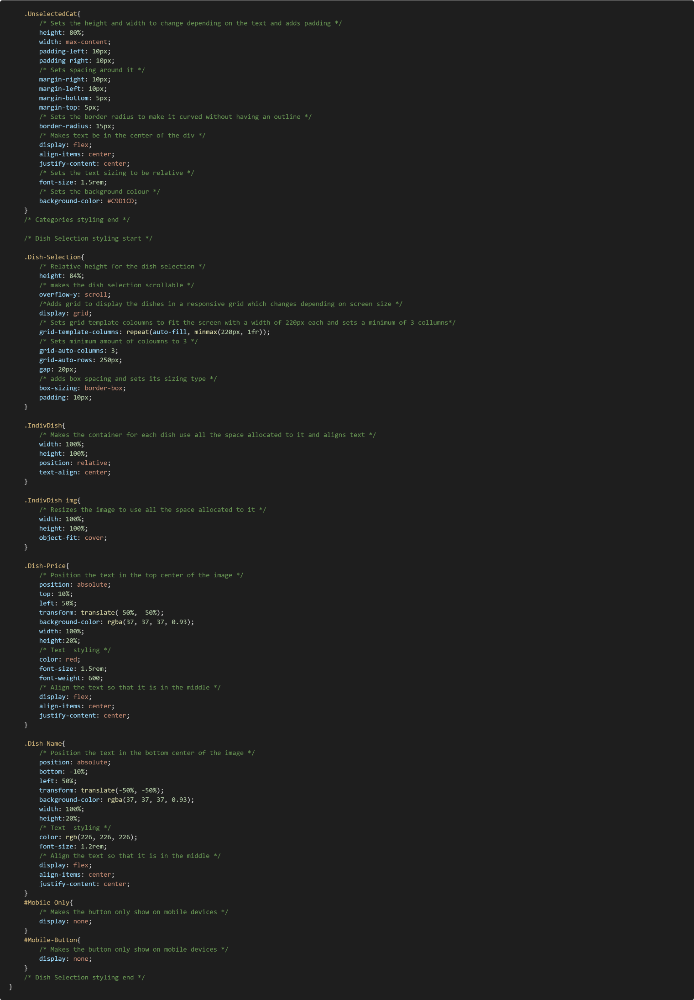 .UnselectedCat{
/* Sets the height and width to change depending on the text and adds padding */
height: 80%;
width: max-content;
padding-left: 10px;
padding-right: 10px;
/* Sets spacing around it */
margin-right: 10px;
margin-left: 10px;
margin-bottom: 5px;
margin-top: 5px;
/* Sets the border radius to make it curved without having an outline */
border-radius: 15px;
/* Makes text be in the center of the div */
display: flex;
align-items: center;
justify-content: center;
/* Sets the text sizing to be relative */
font-size: 1.5rem;
/* Sets the background colour */
background-color: #C9D1CD;
}
/* Categories styling end */
/* Dish Selection styling start */
.Dish-Selection{
/* Relative height for the dish selection */
height: 84%;
/* makes the dish selection scrollable */
overflow-y: scroll;
/*Adds grid to display the dishes in a responsive grid which changes depending on screen size */
display: grid;
/* Sets grid template coloumns to fit the screen with a width of 220px each and sets a minimum of 3 collumns*/
grid-template-columns: repeat(auto-fill, minmax(220px, 1fr));
/* Sets minimum amount of coloumns to 3 */
grid-auto-columns: 3;
grid-auto-rows: 250px;
gap: 20px;
/* adds box spacing and sets its sizing type */
box-sizing: border-box;
padding: 10px;
}
.IndivDish{
/* Makes the container for each dish use all the space allocated to it and aligns text */
width: 100%;
height: 100%;
position: relative;
text-align: center;
}
.IndivDish img{
/* Resizes the image to use all the space allocated to it */
width: 100%;
height: 100%;
object-fit: cover;
}
.Dish-Price{
/* Position the text in the top center of the image */
position: absolute;
top: 10%;
left: 50%;
transform: translate(-50%, -50%);
background-color: rgba(37, 37, 37, 0.93);
width: 100%;
height:20%;
/* Text  styling */
color: red;
font-size: 1.5rem;
font-weight: 600;
/* Align the text so that it is in the middle */
display: flex;
align-items: center;
justify-content: center;
}
.Dish-Name{
/* Position the text in the bottom center of the image */
position: absolute;
bottom: -10%;
left: 50%;
transform: translate(-50%, -50%);
background-color: rgba(37, 37, 37, 0.93);
width: 100%;
height:20%;
/* Text  styling */
color: rgb(226, 226, 226);
font-size: 1.2rem;
/* Align the text so that it is in the middle */
display: flex;
align-items: center;
justify-content: center;
}
#Mobile-Only{
/* Makes the button only show on mobile devices */
display: none;
}
#Mobile-Button{
/* Makes the button only show on mobile devices */
display: none;
}
/* Dish Selection styling end */
}